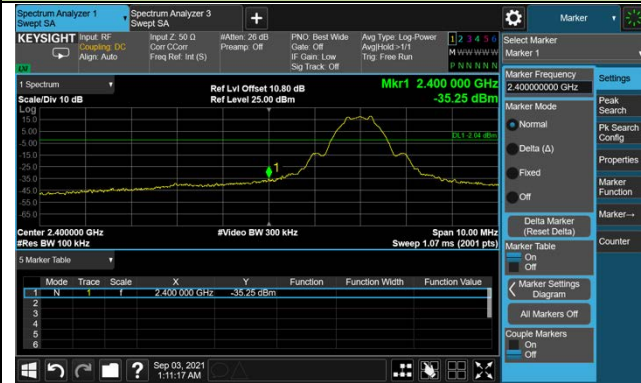 Spectrum Analyzer 1
Swept SA
Spectrum Analyzer 3
Swept SA
+
Marker
KEYSIGHT
Input: RF
Coupling: DC
Align: Auto
Input Z: 50 Ω
Corr CCorr
Freq Ref: Int (S)
#Atten: 26 dB
Preamp: Off
PNO: Best Wide
Gate: Off
IF Gain: Low
Sig Track: Off
Avg Type: Log-Power
Avg|Hold:>1/1
Trig: Free Run
1 2 3 4 5 6
M W W W W W
P N N N N N
LXI
Select Marker
Marker 1
1 Spectrum
Scale/Div 10 dB
Ref Lvl Offset 10.80 dB
Ref Level 25.00 dBm
Mkr1 2.400 000 GHz
-35.25 dBm
Log
15.0
5.00
-5.00
-15.0
-25.0
-35.0
-45.0
-55.0
-65.0
DL1 -2.04 dBm
1
Center 2.400000 GHz
#Res BW 100 kHz
#Video BW 300 kHz
Span 10.00 MHz
Sweep 1.07 ms (2001 pts)
5 Marker Table
Mode Trace Scale X Y Function Function Width Function Value
1 N 1 f 2.400 000 GHz -35.25 dBm
2
3
4
5
6
Marker Frequency
2.400000000 GHz
Marker Mode
Normal
Delta (Δ)
Fixed
Off
Delta Marker
(Reset Delta)
Marker Table
On
Off
Marker Settings
Diagram
All Markers Off
Couple Markers
On
Off
Settings
Peak
Search
Pk Search
Config
Properties
Marker
Function
Marker→
Counter
?
Sep 03, 2021
1:11:17 AM